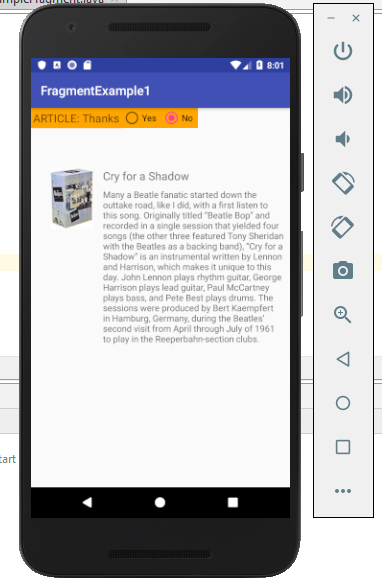 8:01
FragmentExample1
ARTICLE: Thanks Yes No
Cry for a Shadow
Many a Beatle fanatic started down the
outtake road, like I did, with a first listen to
this song. Originally titled "Beatle Bop" and
recorded in a single session that yielded four
songs (the other three featured Tony Sheridan
with the Beatles as a backing band), "Cry for a
Shadow" is an instrumental written by Lennon
and Harrison, which makes it unique to this
day. John Lennon plays rhythm guitar, George
Harrison plays lead guitar, Paul McCartney
plays bass, and Pete Best plays drums. The
sessions were produced by Bert Kaempfert
in Hamburg, Germany, during the Beatles'
second visit from April through July of 1961
to play in the Reeperbahn-section clubs.
tart